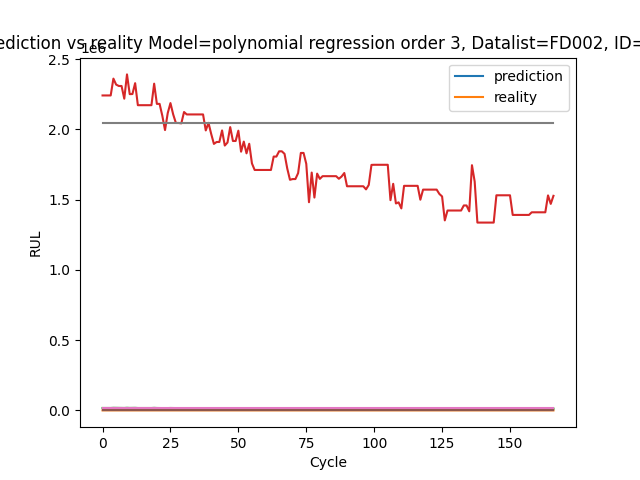 ediction vs reality Model=polynomial regression order 3, Datalist=FD002, ID=
1e6
2.5
2.0
1.5
1.0
0.5
0.0
RUL
prediction
reality
0
25
50
75
100
125
150
Cycle